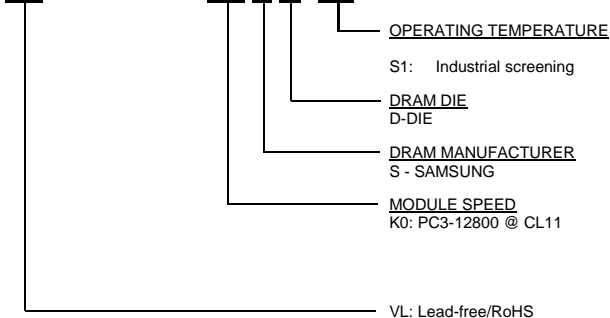 OPERATING TEMPERATURE
S1: Industrial screening
DRAM DIE
D-DIE
DRAM MANUFACTURER
S - SAMSUNG
MODULE SPEED
K0: PC3-12800 @ CL11
VL: Lead-free/RoHS